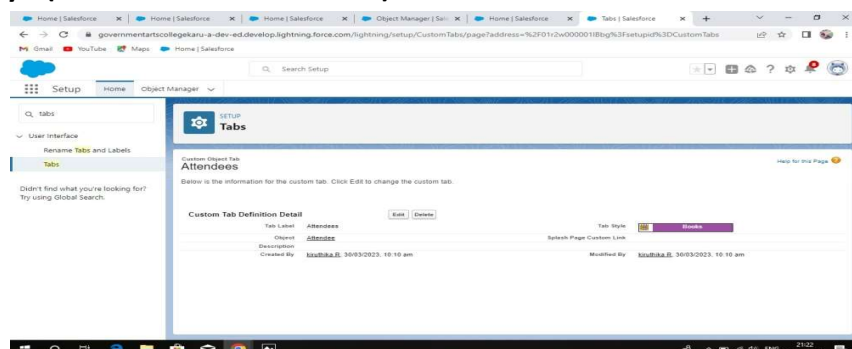 Home | Salesforce
Home | Salesforce
Home | Salesforce
Object Manager | Sale
Home | Salesforce
Tabs | Salesforce
governmentartscollegekaru-a-dev-ed.develop.lightning.force.com/lightning/setup/CustomTabs/page?address=%2F01r2w000001I8bg%3Fsetupid%3DCustomTabs
Gmail YouTube Maps Home | Salesforce
Search Setup
Setup Home Object Manager
tabs
User Interface
Rename Tabs and Labels
Tabs
Didn't find what you're looking for?
Try using Global Search.
SETUP
Tabs
Custom Object Tab
Attendees
Help for this Page
Below is the information for the custom tab. Click Edit to change the custom tab.
Custom Tab Definition Detail Edit Delete
Tab Label Attendees Tab Style Books
Object Attendee Splash Page Custom Link
Description
Created By kiruthika R, 30/03/2023, 10:10 am Modified By kiruthika R, 30/03/2023, 10:10 am
ENG 21:22